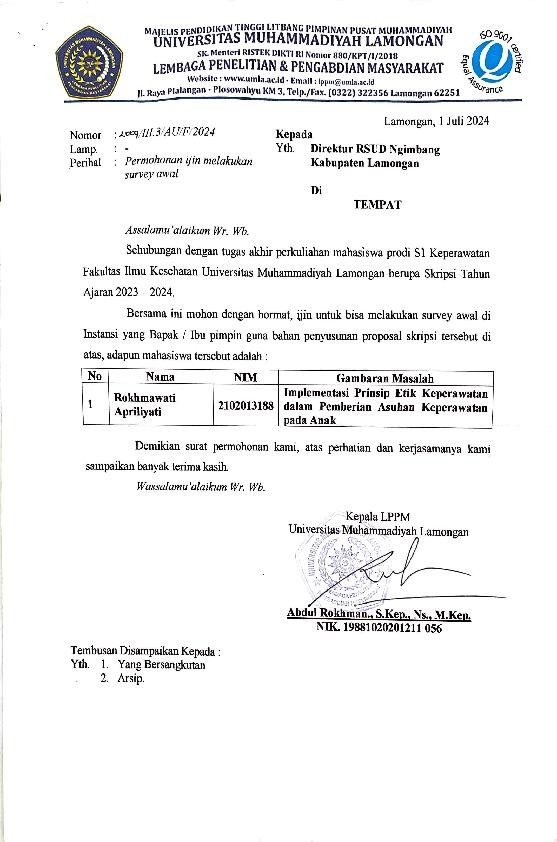 MAJELIS PENDIDIKAN TINGGI LITBANG PIMPINAN PUSAT MUHAMMADIYAH
UNIVERSITAS MUHAMMADIYAH LAMONGAN
SK. Menteri RISTEK DIKTI RI Nomor 880/KPT/I/2018
LEMBAGA PENELITIAN & PENGABDIAN MASYARAKAT
Website : www.umla.ac.id - Email : lppm@umla.ac.id
Jl. Raya Plalangan - Plosowahyu KM 3, Telp./Fax. (0322) 322356 Lamongan 62251
ISO 9001 Certified
Q
Equal Assurance
Lamongan, 1 Juli 2024
Nomor : /III.3/AU/F/2024
Lamp. : -
Perihal : Permohonan ijin melakukan
survey awal
Kepada
Yth. Direktur RSUD Ngimbang
Kabupaten Lamongan
Di
TEMPAT
Assalamu'alaikum Wr. Wb.
Sehubungan dengan tugas akhir perkuliahan mahasiswa prodi S1 Keperawatan
Fakultas Ilmu Kesehatan Universitas Muhammadiyah Lamongan berupa Skripsi Tahun
Ajaran 2023 – 2024.
Bersama ini mohon dengan hormat, ijin untuk bisa melakukan survey awal di
Instansi yang Bapak / Ibu pimpin guna bahan penyusunan proposal skripsi tersebut di
atas, adapun mahasiswa tersebut adalah :
No Nama NIM Gambaran Masalah
1 Rokhmawati Apriliyati 2102013188 Implementasi Prinsip Etik Keperawatan
dalam Pemberian Asuhan Keperawatan
pada Anak
Demikian surat permohonan kami, atas perhatian dan kerjasamanya kami
sampaikan banyak terima kasih.
Wassalamu'alaikum Wr. Wb.
Kepala LPPM
Universitas Muhammadiyah Lamongan
Abdul Rokhman., S.Kep., Ns., M.Kep.
NIK. 19881020201211 056
Tembusan Disampaikan Kepada :
Yth. 1. Yang Bersangkutan
2. Arsip.